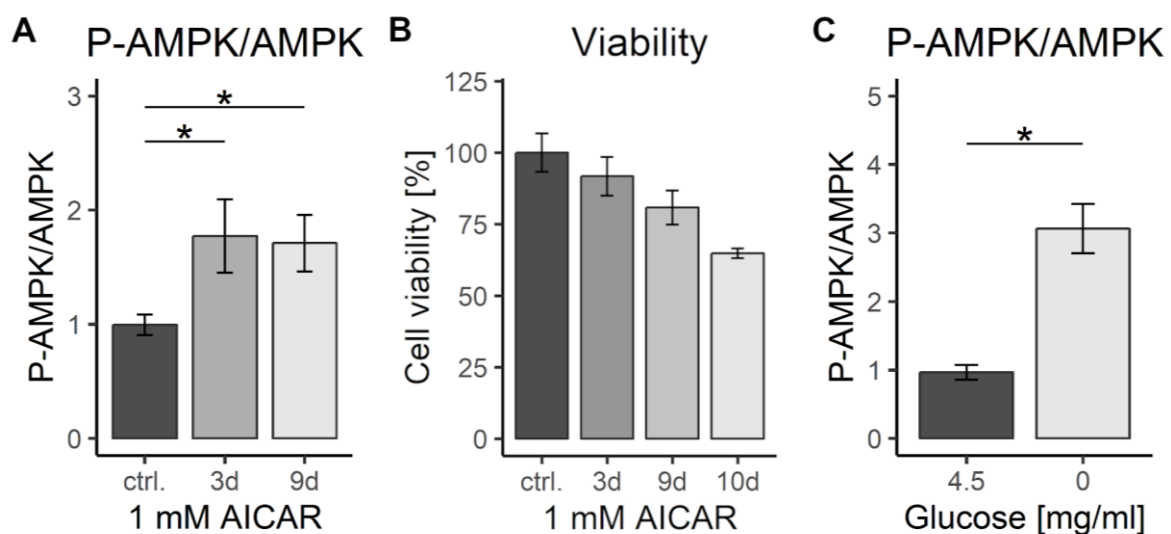 A P-AMPK/AMPK
P-AMPK/AMPK
3
2
1
0
* 
*
ctrl. 3d 9d
1 mM AICAR
B Viability
Cell viability [%]
125
100
75
50
25
0
ctrl. 3d 9d 10d
1 mM AICAR
C P-AMPK/AMPK
P-AMPK/AMPK
5
4
3
2
1
0
*
4.5 0
Glucose [mg/ml]